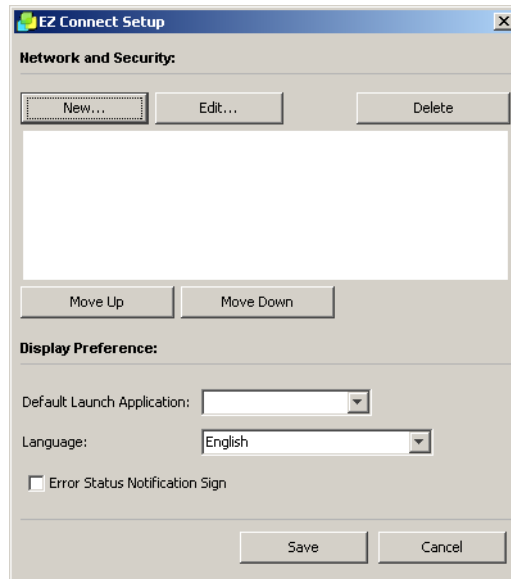 EZ Connect Setup
Network and Security:
New... Edit... Delete
Move Up Move Down
Display Preference:
Default Launch Application:
Language: English
Error Status Notification Sign
Save Cancel